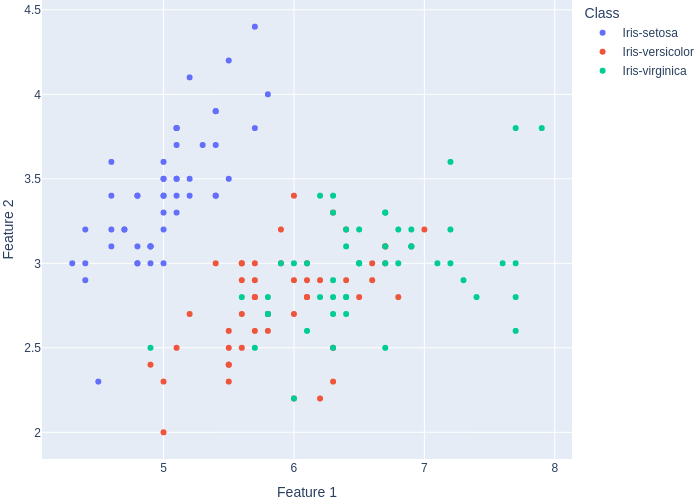 Class
Iris-setosa
Iris-versicolor
Iris-virginica
4.5
4
3.5
3
2.5
2
Feature 2
5
6
7
8
Feature 1